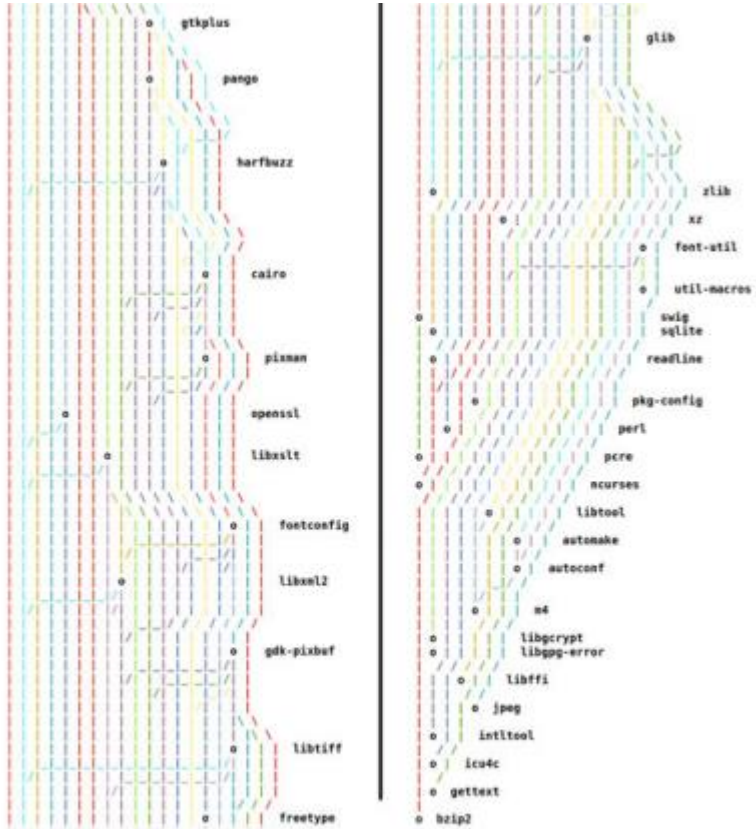 gtkplus
pango
harfbuzz
cairo
pixman
openssl
libxslt
fontconfig
libxml2
gdk-pixbuf
libtiff
freetype
glib
zlib
xz
font-util
util-macros
swig
sqlite
readline
pkg-config
perl
pcre
ncurses
libtool
automake
autoconf
m4
libgcrypt
libgpg-error
libffi
jpeg
intltool
icu4c
gettext
bzip2